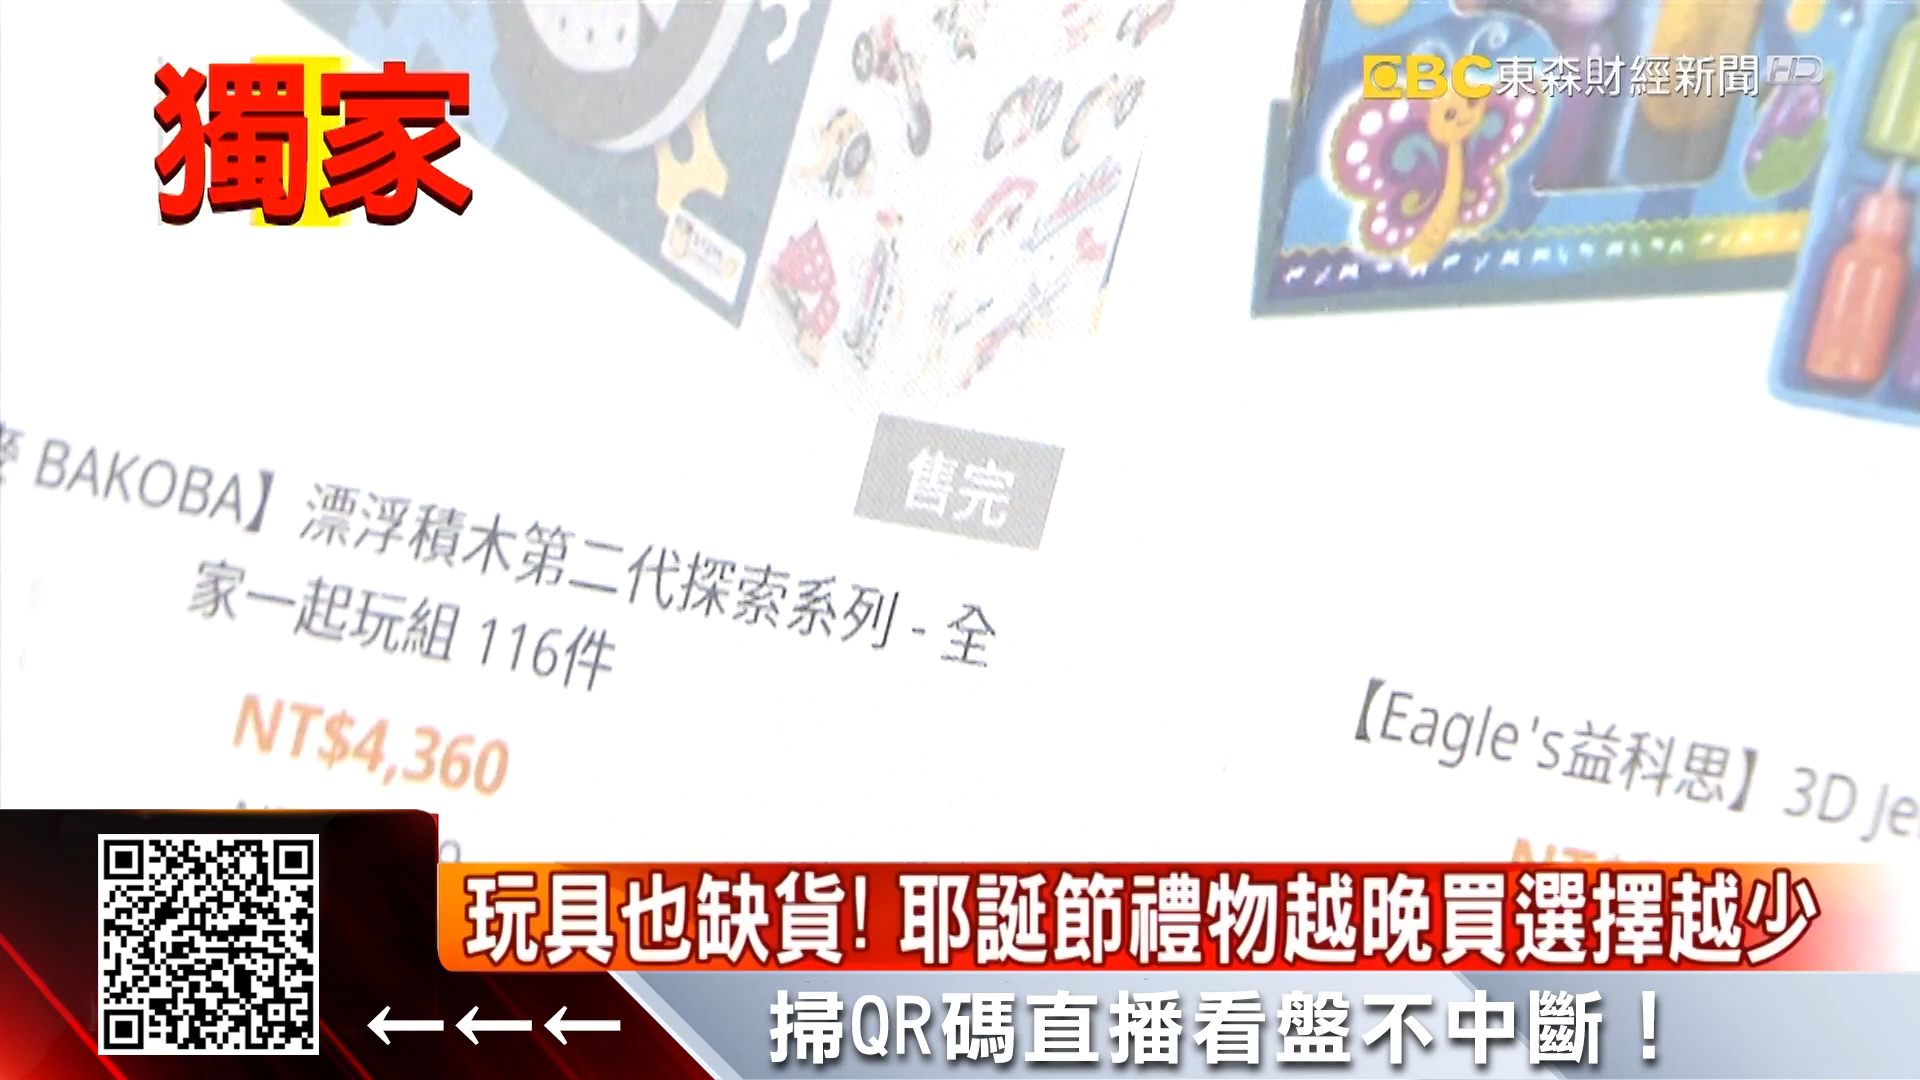 獨家
EBC東森財經新聞HD
售完
BAKOBA】漂浮積木第二代探索系列 - 全
家一起玩組 116件
NT$4,360
【Eagle's益科思】3D Je
玩具也缺貨! 耶誕節禮物越晚買選擇越少
←←← 掃QR碼直播看盤不中斷！